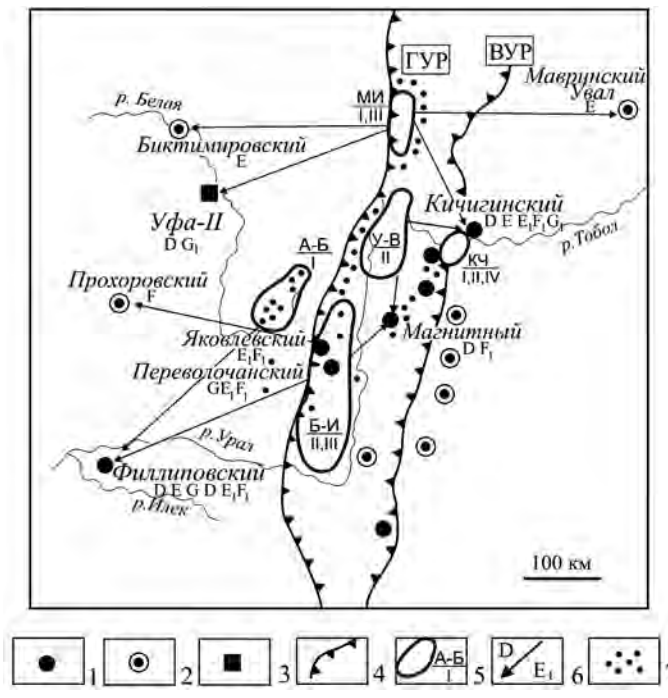 ГУР
ВУР
Мавринский
Увал
E
р. Белая
МИ
I,III
Биктимировский
E
Кичигинский
D E E₁F₁G₁
Уфа-II
D G₁
А-Б
I
У-В
II
р.Тобол
КЧ
I,II,IV
Прохоровский
F
Яковлевский
E₁F₁
Магнитный
D F₁
Переволочанский
GE₁F₁
р.Урал
Б-И
II,III
Филлиповский
D E G D E₁F₁
р.Илек
100 км
1
2
3
4
А-Б
I
5
D
E₁
6